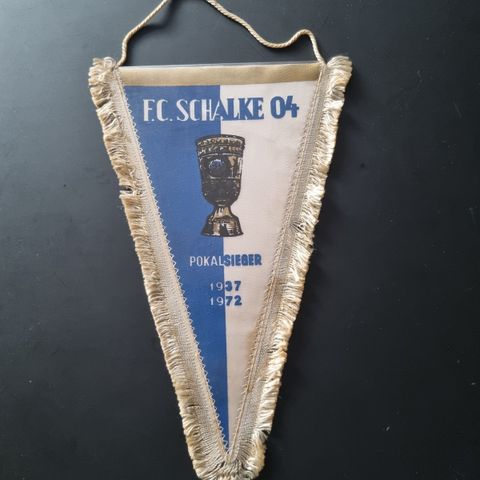 F.C. SCHALKE 04
POKALSIEGER
1937
1972